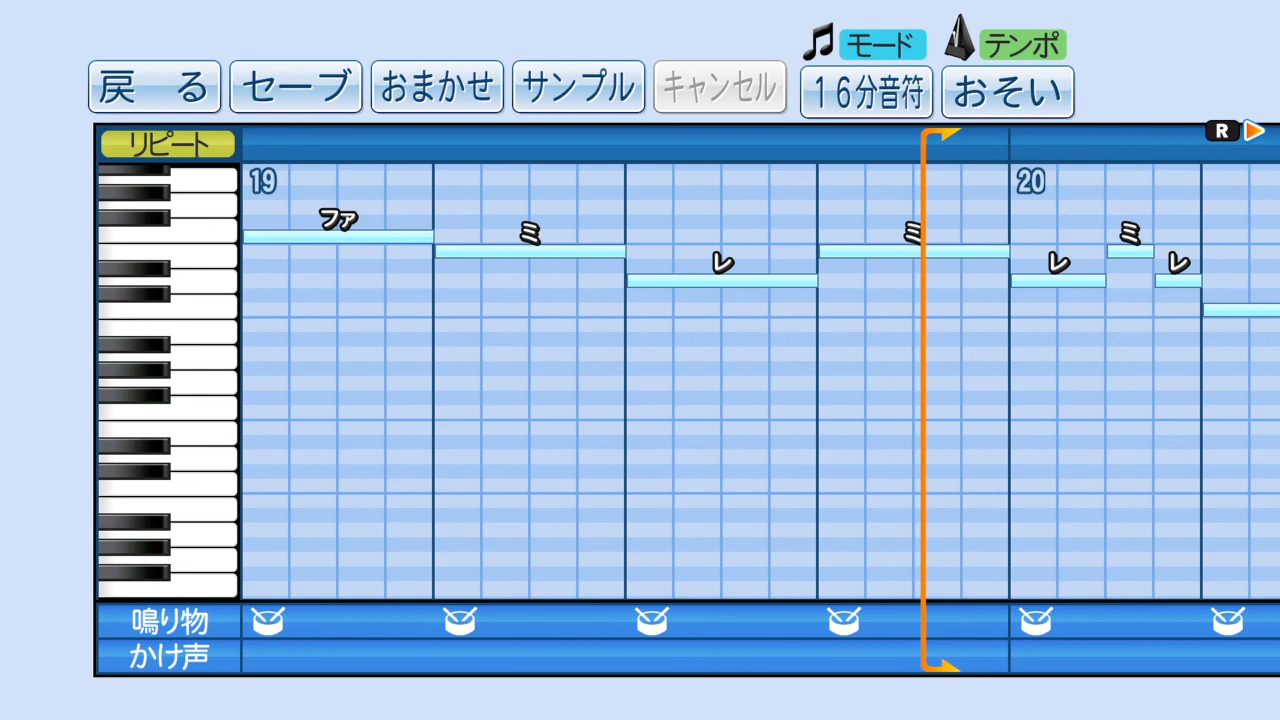 モード テンポ
戻 る セーブ おまかせ サンプル キャンセル 16分音符 おそい
リピート R
19 20
ファ ミ レ ミ レ ミ レ
鳴り物
かけ声